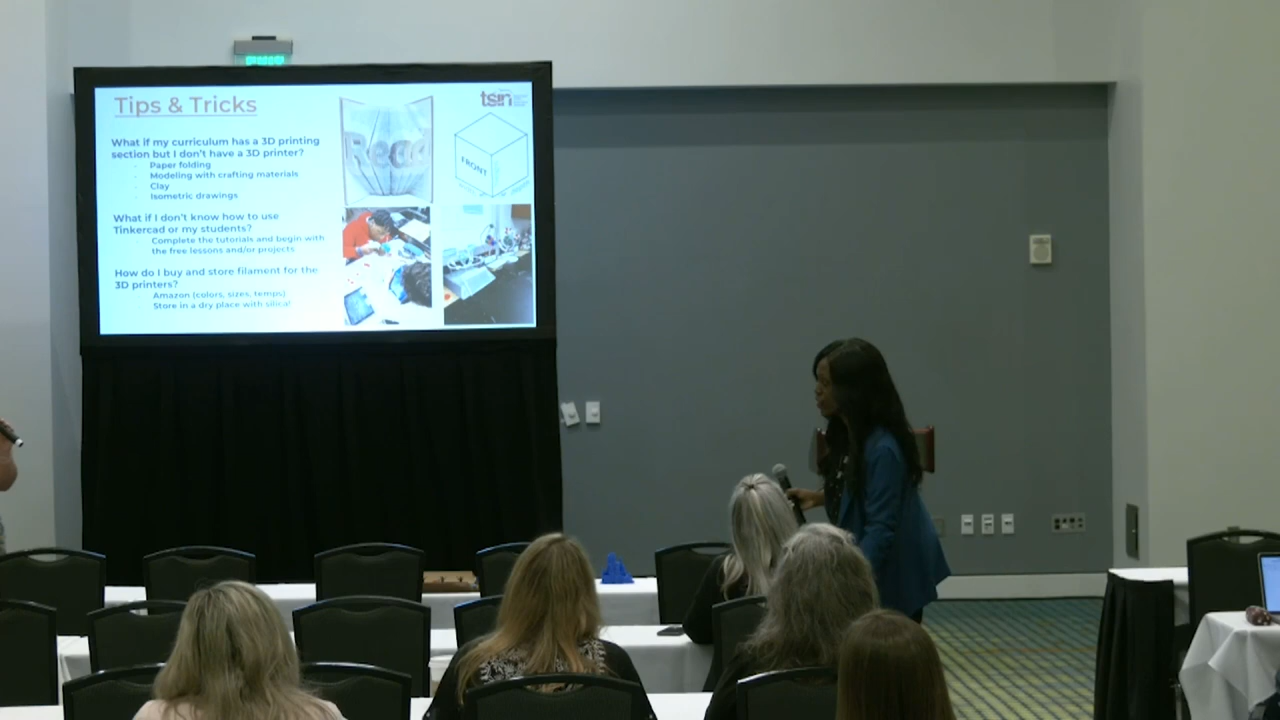 Tips & Tricks
tsin
What if my curriculum has a 3D printing
section but I don't have a 3D printer?
Paper folding
Modeling with crafting materials
Clay
Isometric drawings
Read
FRONT
What if I don't know how to use
Tinkercad or my students?
Complete the tutorials and begin with
the free lessons and/or projects
How do I buy and store filament for the
3D printers?
Amazon (colors, sizes, temps)
Store in a dry place with silica!